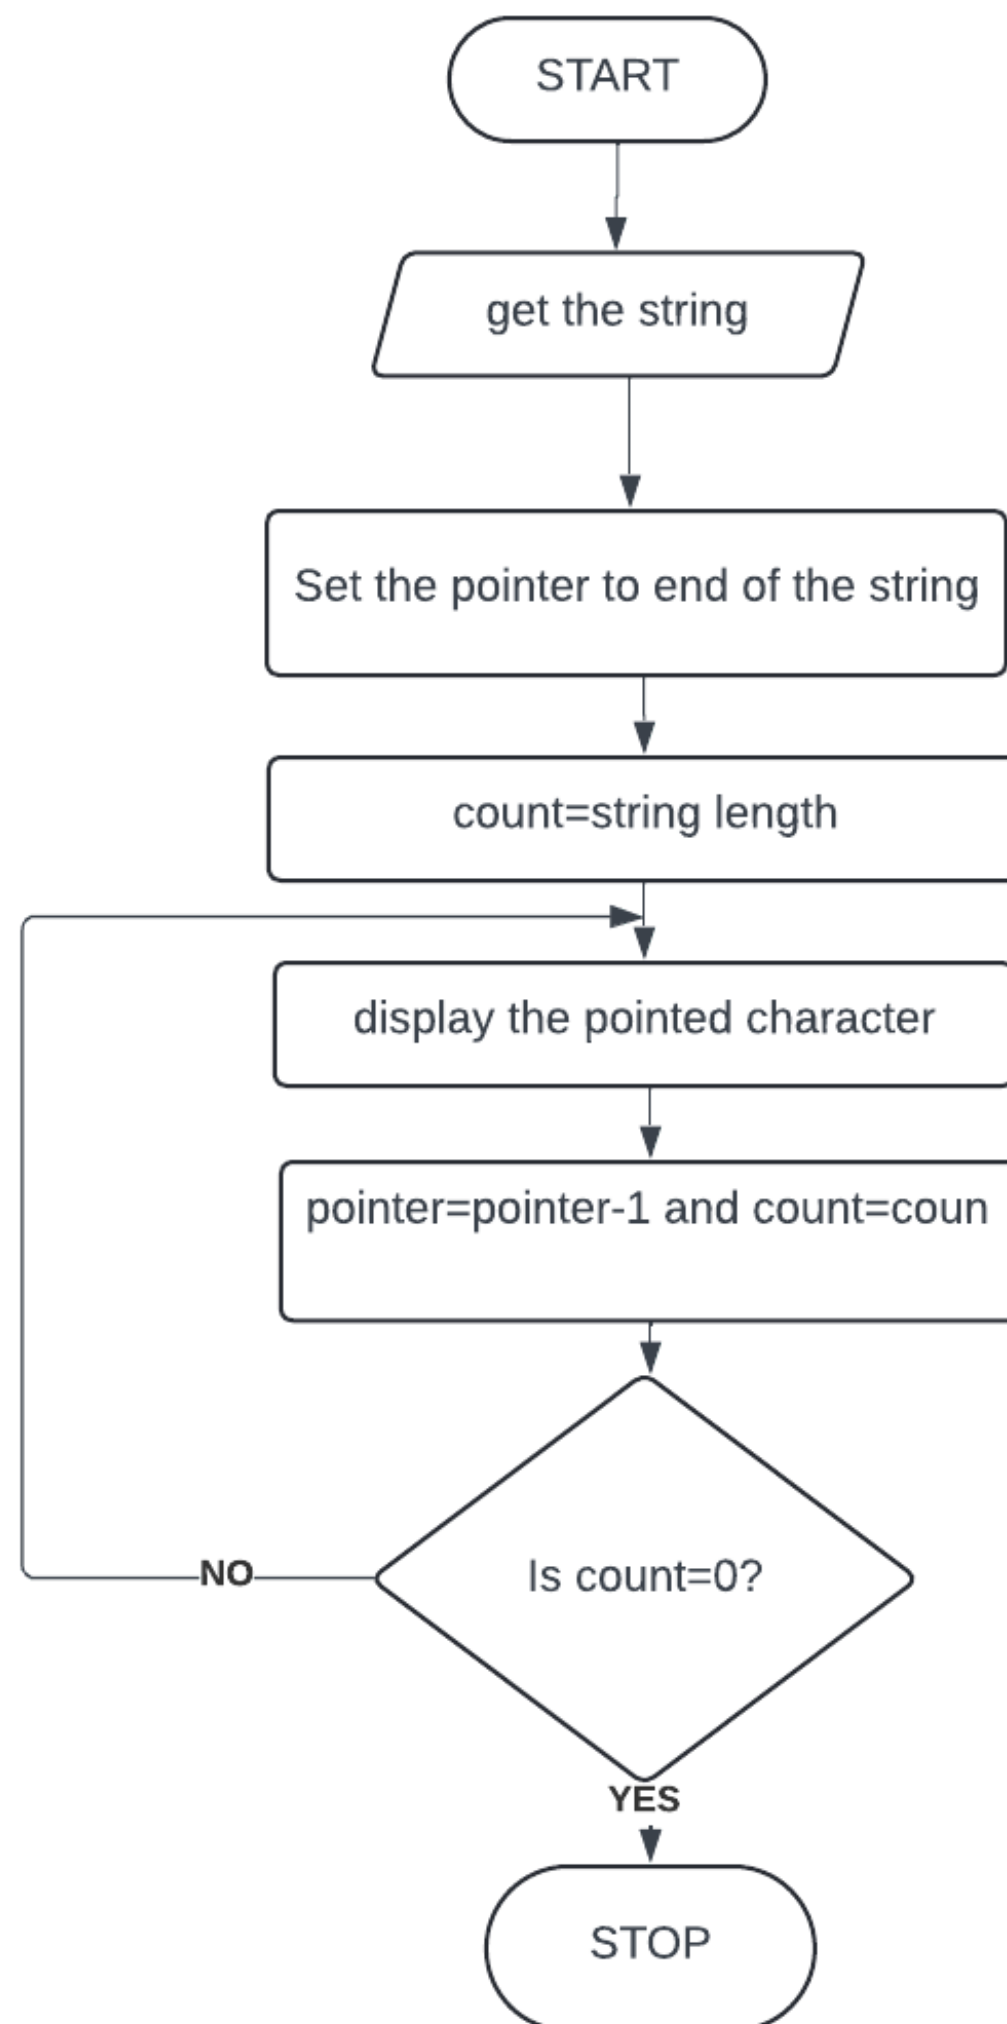 START
get the string
Set the pointer to end of the string
count=string length
display the pointed character
pointer=pointer-1 and count=coun
Is count=0?
NO
YES
STOP